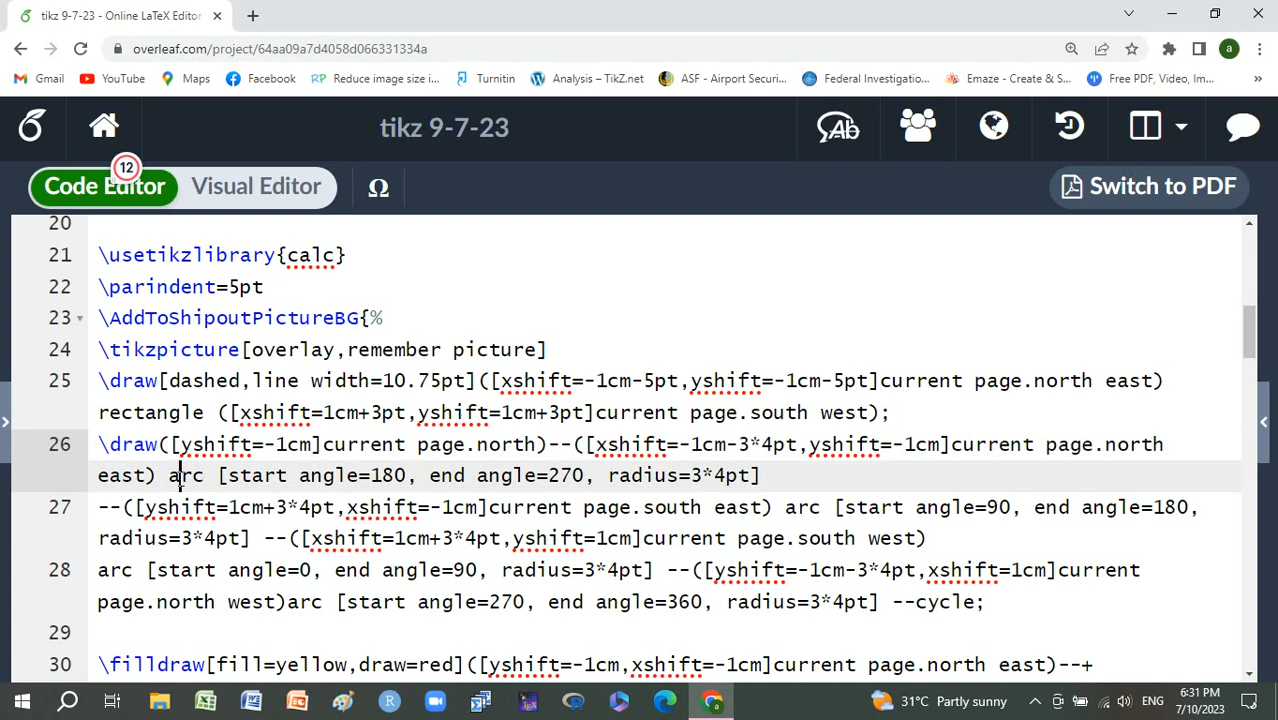 tikz 9-7-23 - Online LaTeX Editor
overleaf.com/project/64aa09a7d4058d066331334a
a
Gmail YouTube Maps Facebook Reduce image size i... Turnitin Analysis – TikZ.net ASF - Airport Securi... Federal Investigatio... Emaze - Create & S... Free PDF, Video, Im... »
tikz 9-7-23
12
Code Editor Visual Editor Ω Switch to PDF
20
21 \usetikzlibrary{calc}
22 \parindent=5pt
23 \AddToShipoutPictureBG{%
24 \tikzpicture[overlay,remember picture]
25 \draw[dashed,line width=10.75pt]([xshift=-1cm-5pt,yshift=-1cm-5pt]current page.north east)
rectangle ([xshift=1cm+3pt,yshift=1cm+3pt]current page.south west);
26 \draw([yshift=-1cm]current page.north)--([xshift=-1cm-3*4pt,yshift=-1cm]current page.north
east) arc [start angle=180, end angle=270, radius=3*4pt]
27 --([yshift=1cm+3*4pt,xshift=-1cm]current page.south east) arc [start angle=90, end angle=180,
radius=3*4pt] --([xshift=1cm+3*4pt,yshift=1cm]current page.south west)
28 arc [start angle=0, end angle=90, radius=3*4pt] --([yshift=-1cm-3*4pt,xshift=1cm]current
page.north west)arc [start angle=270, end angle=360, radius=3*4pt] --cycle;
29
30 \filldraw[fill=yellow,draw=red]([yshift=-1cm,xshift=-1cm]current page.north east)--+
31°C Partly sunny ENG 6:31 PM
7/10/2023